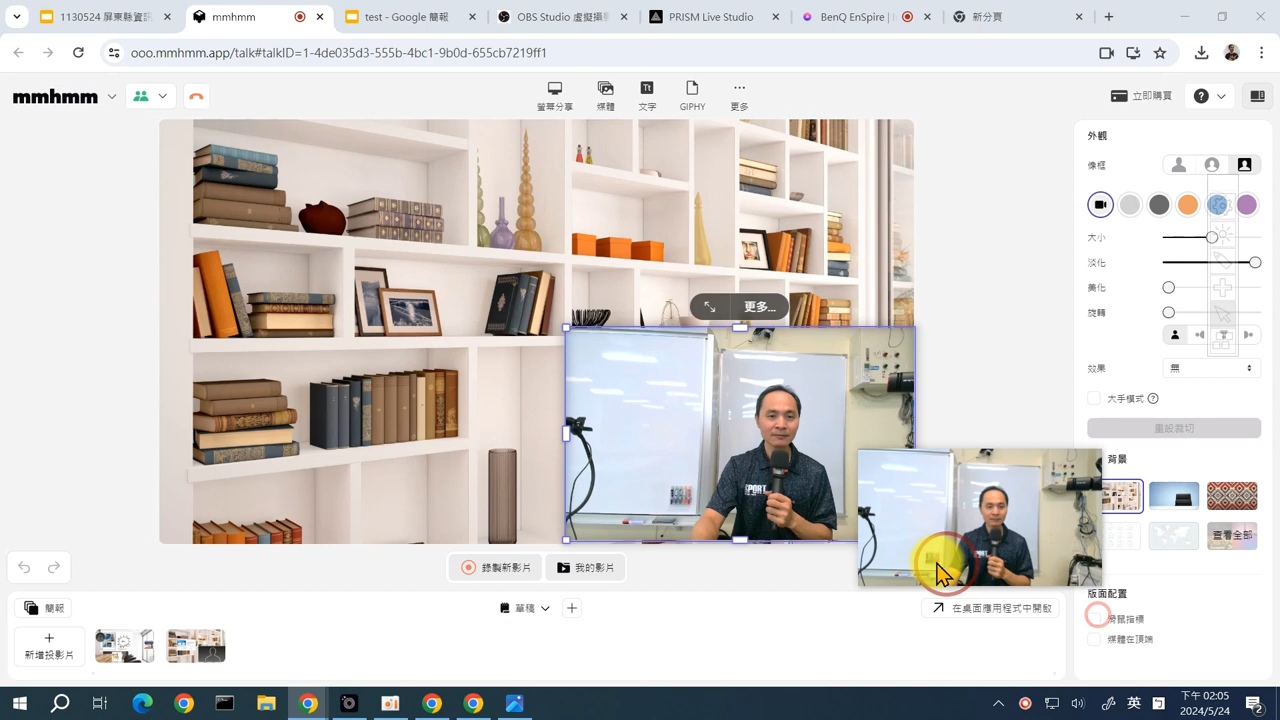 1130524 屏東縣資訊
mmhmm
test - Google 簡報
OBS Studio 虛擬攝
PRISM Live Studio
BenQ EnSpire |
新分頁
ooo.mmhmm.app/talk#talkID=1-4de035d3-555b-4bc1-9b0d-655cb7219ff1
mmhmm
螢幕分享
媒體
Tt
文字
GIPHY
更多
立即購買
外觀
像框
大小
淡化
美化
旋轉
效果
無
大手模式
重設裁切
背景
查看全部
版面配置
滑鼠指標
媒體在頂端
更多...
SPORT
錄製新影片
我的影片
簡報
草稿
在桌面應用程式中開啟
新增投影片
英
下午 02:05
2024/5/24
2